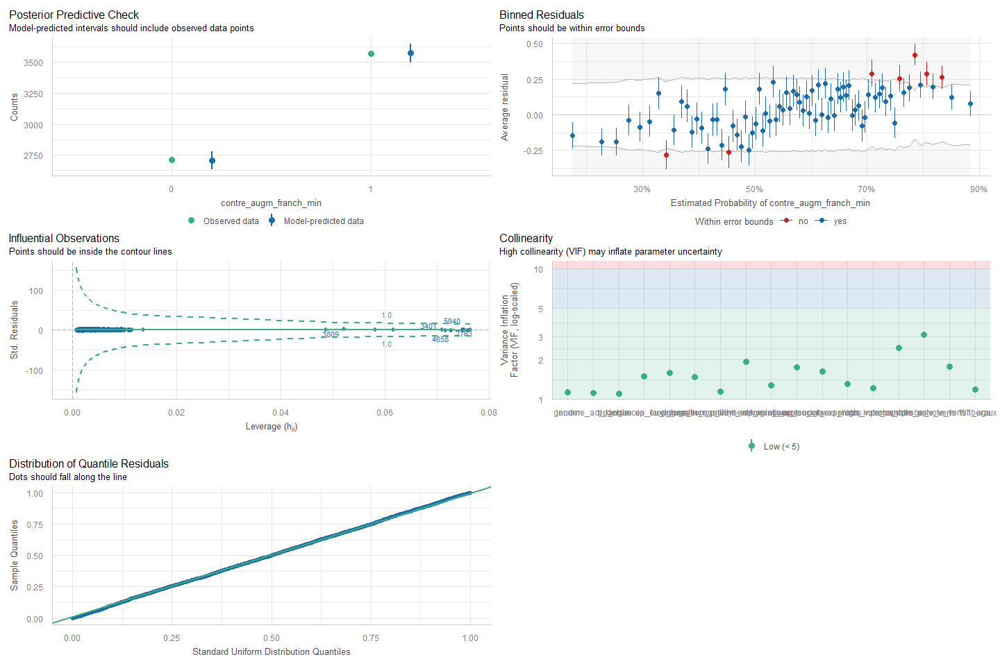 Posterior Predictive Check
Model-predicted intervals should include observed data points
Counts
3500
3250
3000
2750
0
1
contre_augm_franch_min
Observed data
Model-predicted data
Binned Residuals
Points should be within error bounds
Average residual
0.50
0.25
0.00
-0.25
30%
50%
70%
90%
Estimated Probability of contre_augm_franch_min
Within error bounds
no
yes
Influential Observations
Points should be inside the contour lines
Std. Residuals
100
0
-100
1.0
1.0
3809
3401
5940
4658
2763
0.00
0.02
0.04
0.06
0.08
Leverage (hii)
Collinearity
High collinearity (VIF) may inflate parameter uncertainty
Variance Inflation
Factor (VIF, log-scaled)
10
5
3
2
1
Low (< 5)
Distribution of Quantile Residuals
Dots should fall along the line
Sample Quantiles
1.00
0.75
0.50
0.25
0.00
0.00
0.25
0.50
0.75
1.00
Standard Uniform Distribution Quantiles